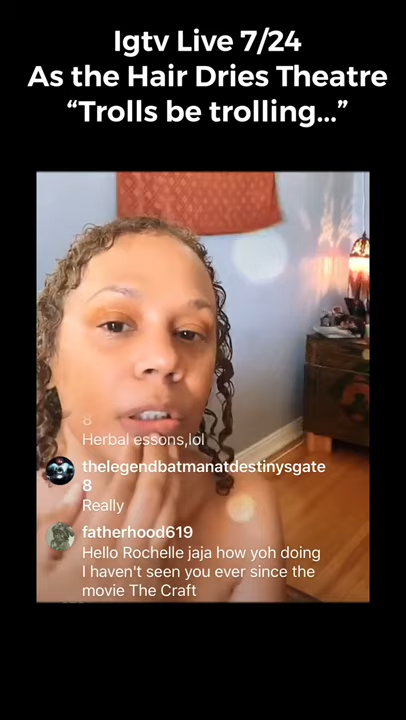 Igtv Live 7/24
As the Hair Dries Theatre
“Trolls be trolling...”
8
Herbal essons,lol
thelegendbatmanatdestinysgate
8
Really
fatherhood619
Hello Rochelle jaja how yoh doing
I haven't seen you ever since the
movie The Craft